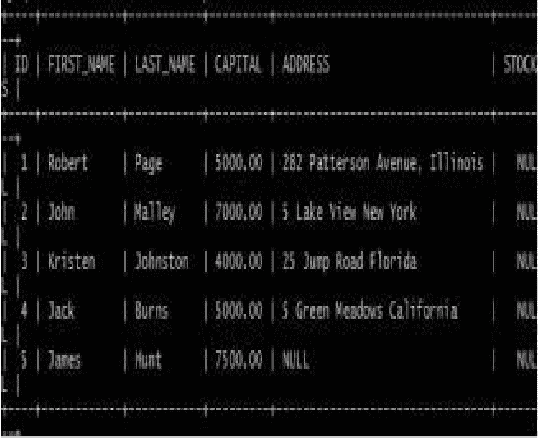 | ID | FIRST_NAME | LAST_NAME | CAPITAL | ADDRESS | STOCK
S |
| 1 | Robert | Page | 5000.00 | 282 Patterson Avenue, Illinois | NUL
L |
| 2 | John | Malley | 7000.00 | 5 Lake View New York | NUL
L |
| 3 | Kristen | Johnston | 4000.00 | 25 Jump Road Florida | NUL
L |
| 4 | Jack | Burns | 5000.00 | 5 Green Meadows California | NUL
L |
| 5 | James | Hunt | 7500.00 | NULL | NUL
L |